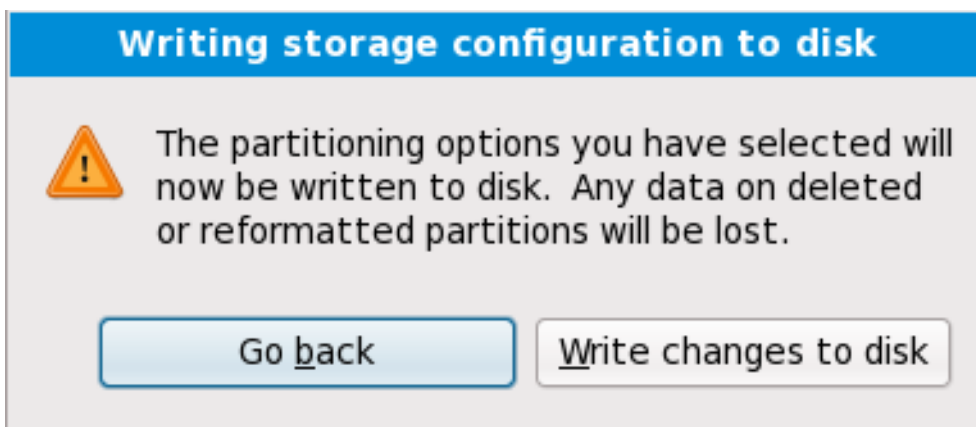 Writing storage configuration to disk
The partitioning options you have selected will
now be written to disk.  Any data on deleted
or reformatted partitions will be lost.
Go back
Write changes to disk